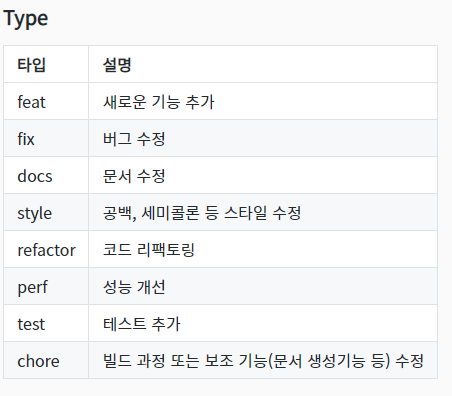 Type
타입 설명
feat 새로운 기능 추가
fix 버그 수정
docs 문서 수정
style 공백, 세미콜론 등 스타일 수정
refactor 코드 리팩토링
perf 성능 개선
test 테스트 추가
chore 빌드 과정 또는 보조 기능(문서 생성기능 등) 수정